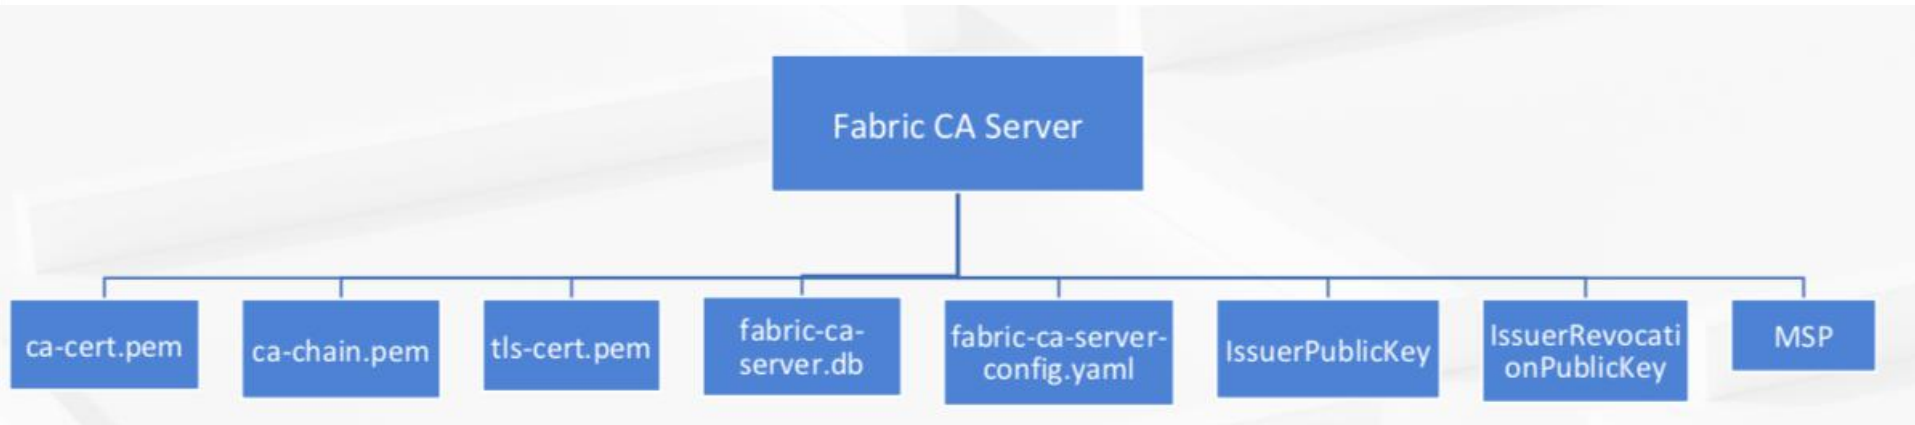 Fabric CA Server
ca-cert.pem
ca-chain.pem
tls-cert.pem
fabric-ca-
server.db
fabric-ca-server-
config.yaml
IssuerPublicKey
IssuerRevocati
onPublicKey
MSP